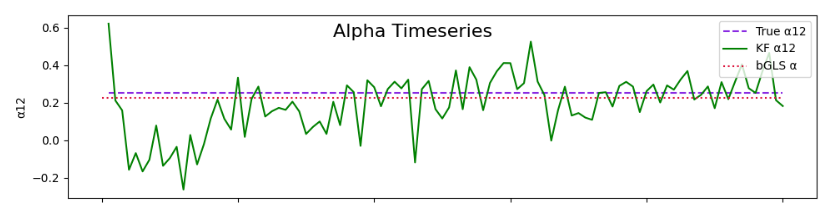 Alpha Timeseries
True α12
KF α12
bGLS α
α12
0.6
0.4
0.2
0.0
−0.2